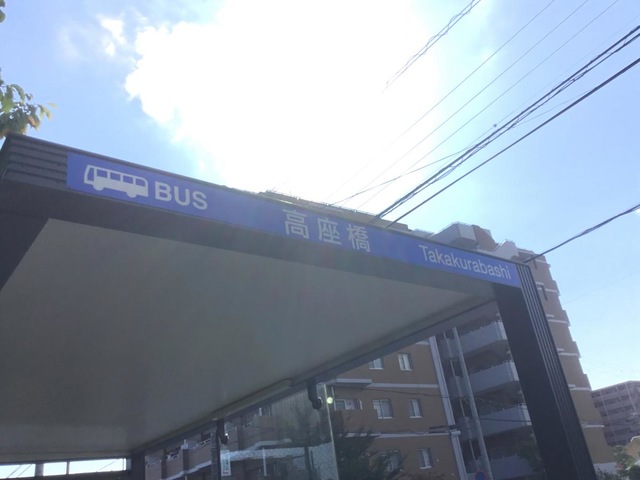 BUS 高座橋 Takakurabashi